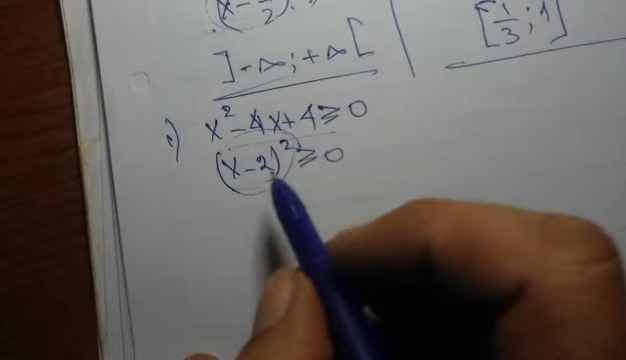 ]-∞;+∞[
[1/3;1]
x²-4x+4≥0
(x-2)²≥0